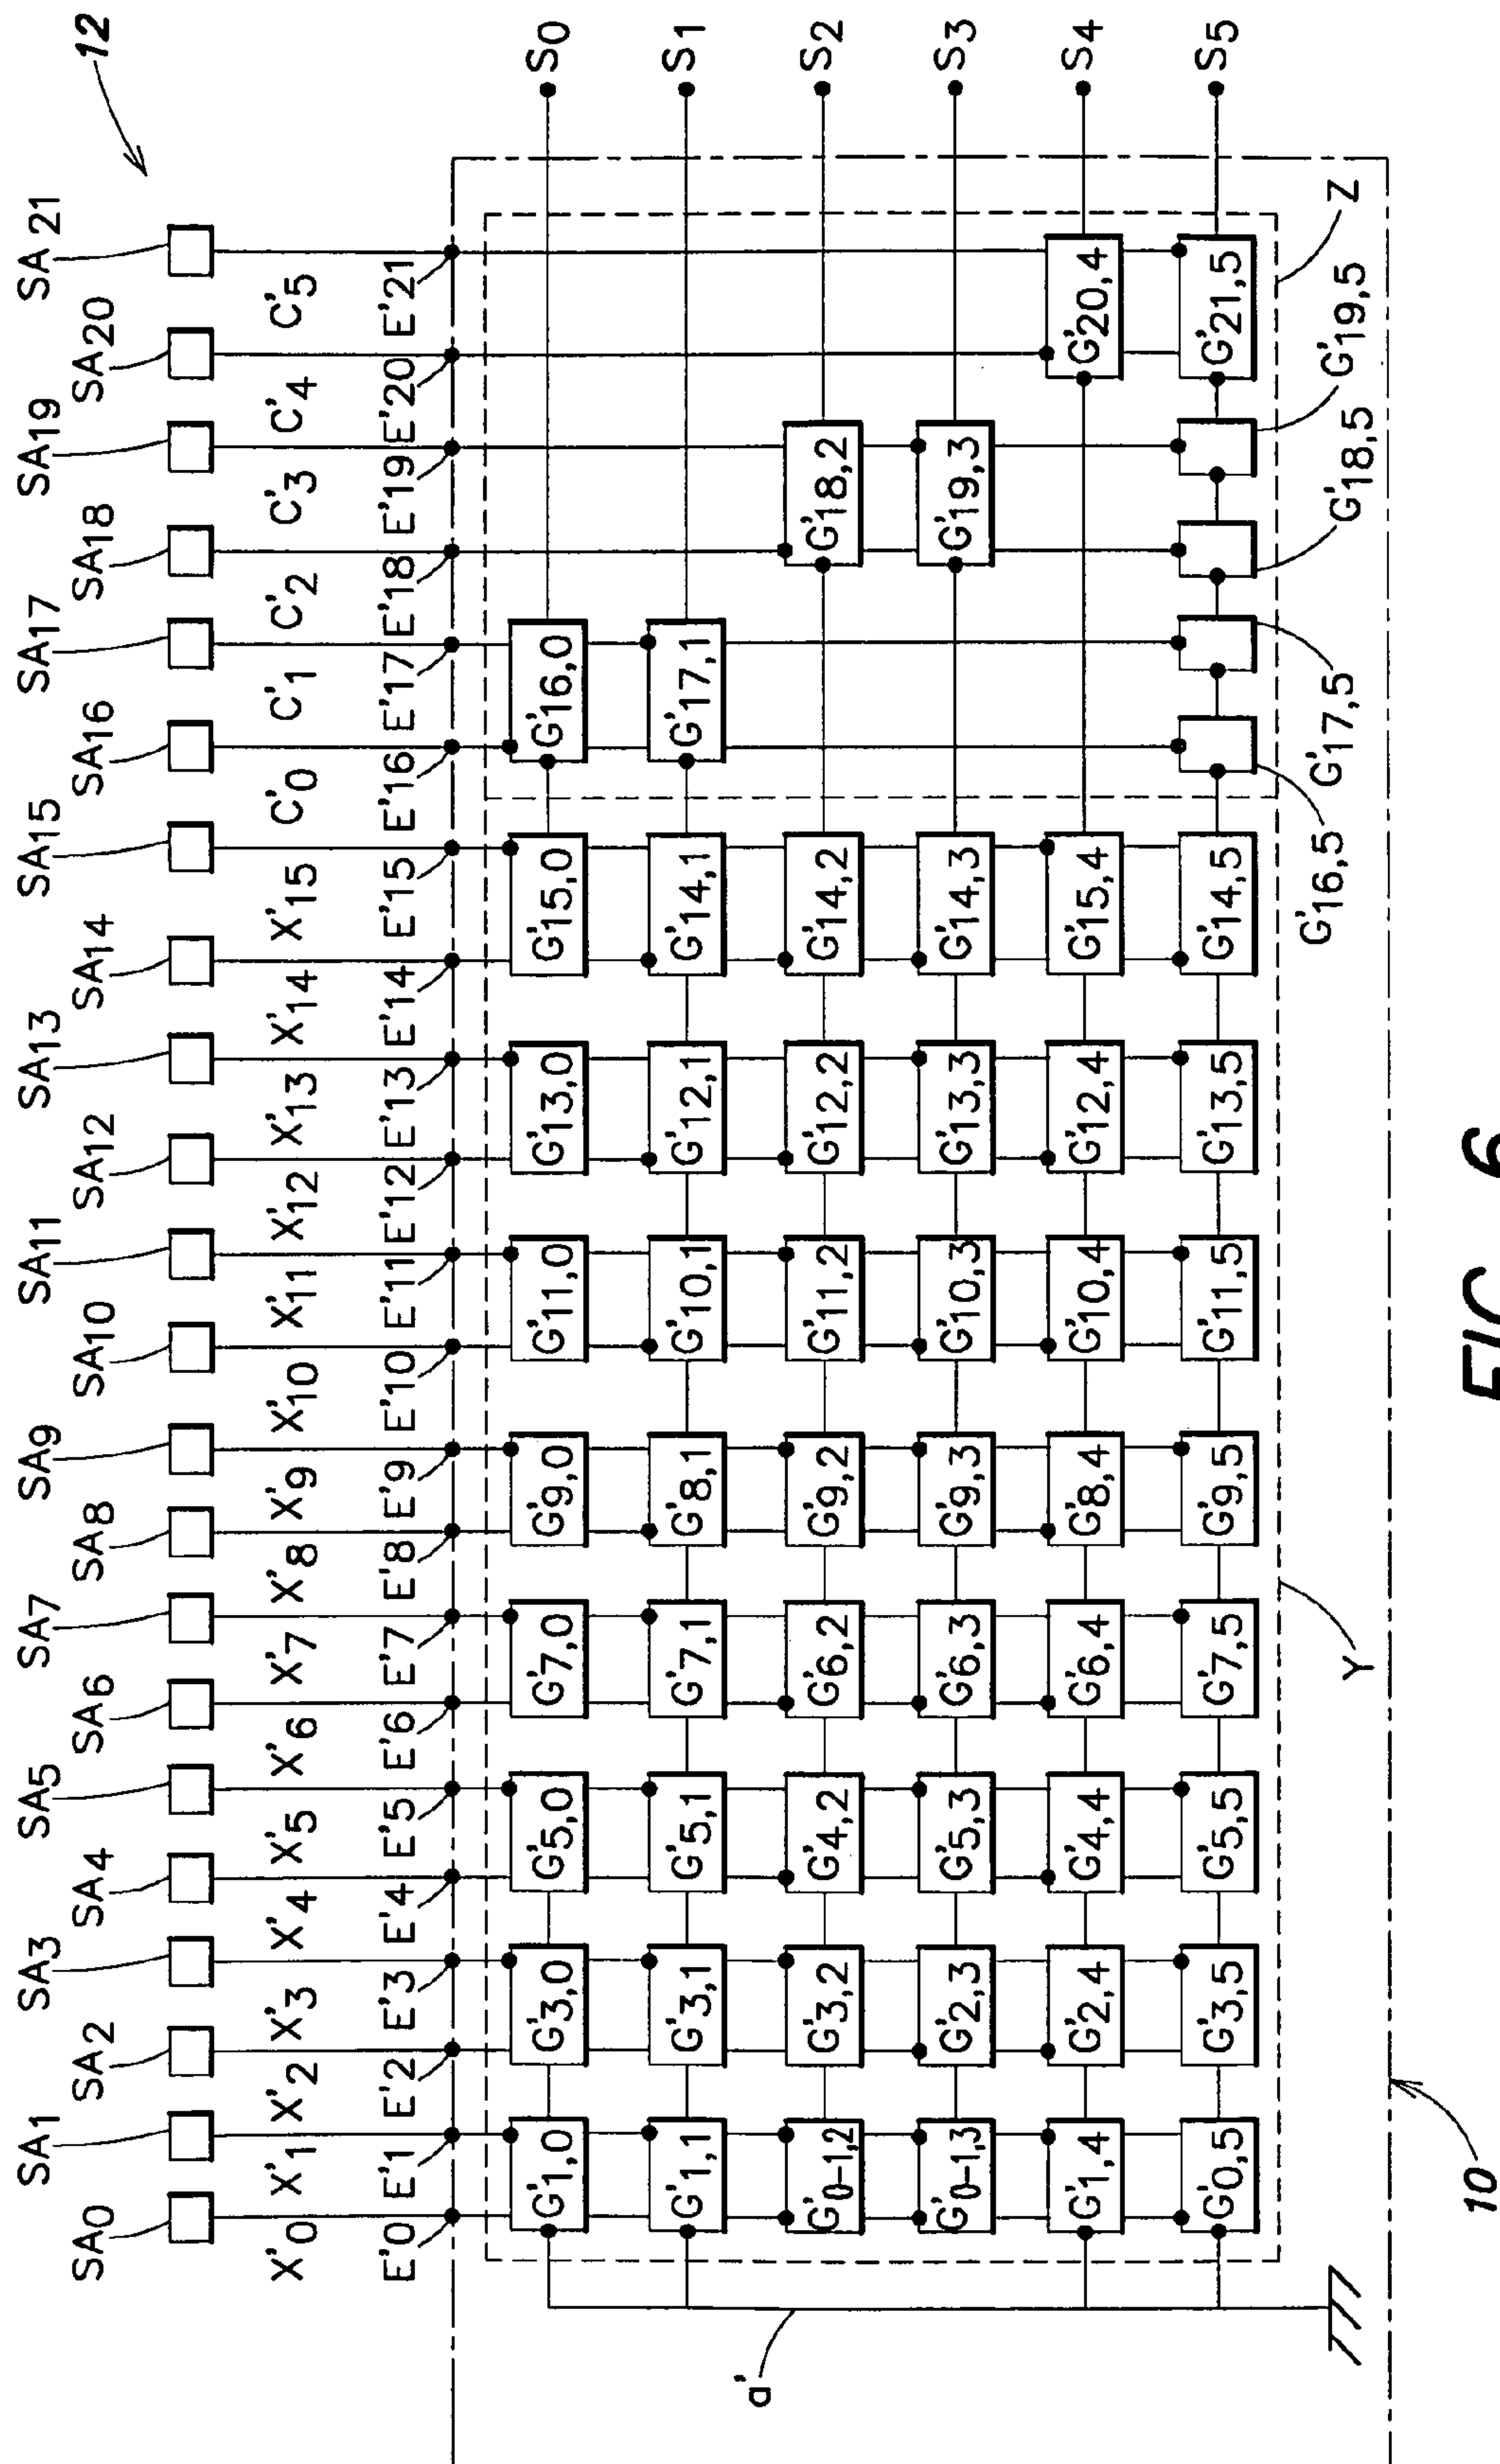 SA1 SA3 SA5 SA7 SA9 SA11 SA13 SA15 SA17 SA19 SA21
SA0 SA2 SA4 SA6 SA8 SA10 SA12 SA14 SA16 SA18 SA20 12
X'0 X'1 X'2 X'3 X'4 X'5 X'6 X'7 X'8 X'9 X'10 X'11 X'12 X'13 X'14 X'15 C'0 C'1 C'2 C'3 C'4 C'5
E'0 E'1 E'2 E'3 E'4 E'5 E'6 E'7 E'8 E'9 E'10 E'11 E'12 E'13 E'14 E'15 E'16 E'17 E'18 E'19 E'20 E'21
G'1,0 G'3,0 G'5,0 G'7,0 G'9,0 G'11,0 G'13,0 G'15,0 G'16,0 S0
G'1,1 G'3,1 G'5,1 G'7,1 G'8,1 G'10,1 G'12,1 G'14,1 G'17,1 S1
a'
G'0-1,2 G'3,2 G'4,2 G'6,2 G'9,2 G'11,2 G'12,2 G'14,2 G'18,2 S2
G'0-1,3 G'2,3 G'5,3 G'6,3 G'9,3 G'10,3 G'13,3 G'14,3 G'19,3 S3
G'1,4 G'2,4 G'4,4 G'6,4 G'8,4 G'10,4 G'12,4 G'15,4 G'20,4 S4
G'0,5 G'3,5 G'5,5 G'7,5 G'9,5 G'11,5 G'13,5 G'14,5 G'21,5 S5
G'16,5 G'17,5 G'18,5 G'19,5
Y Z
10
FIG_6